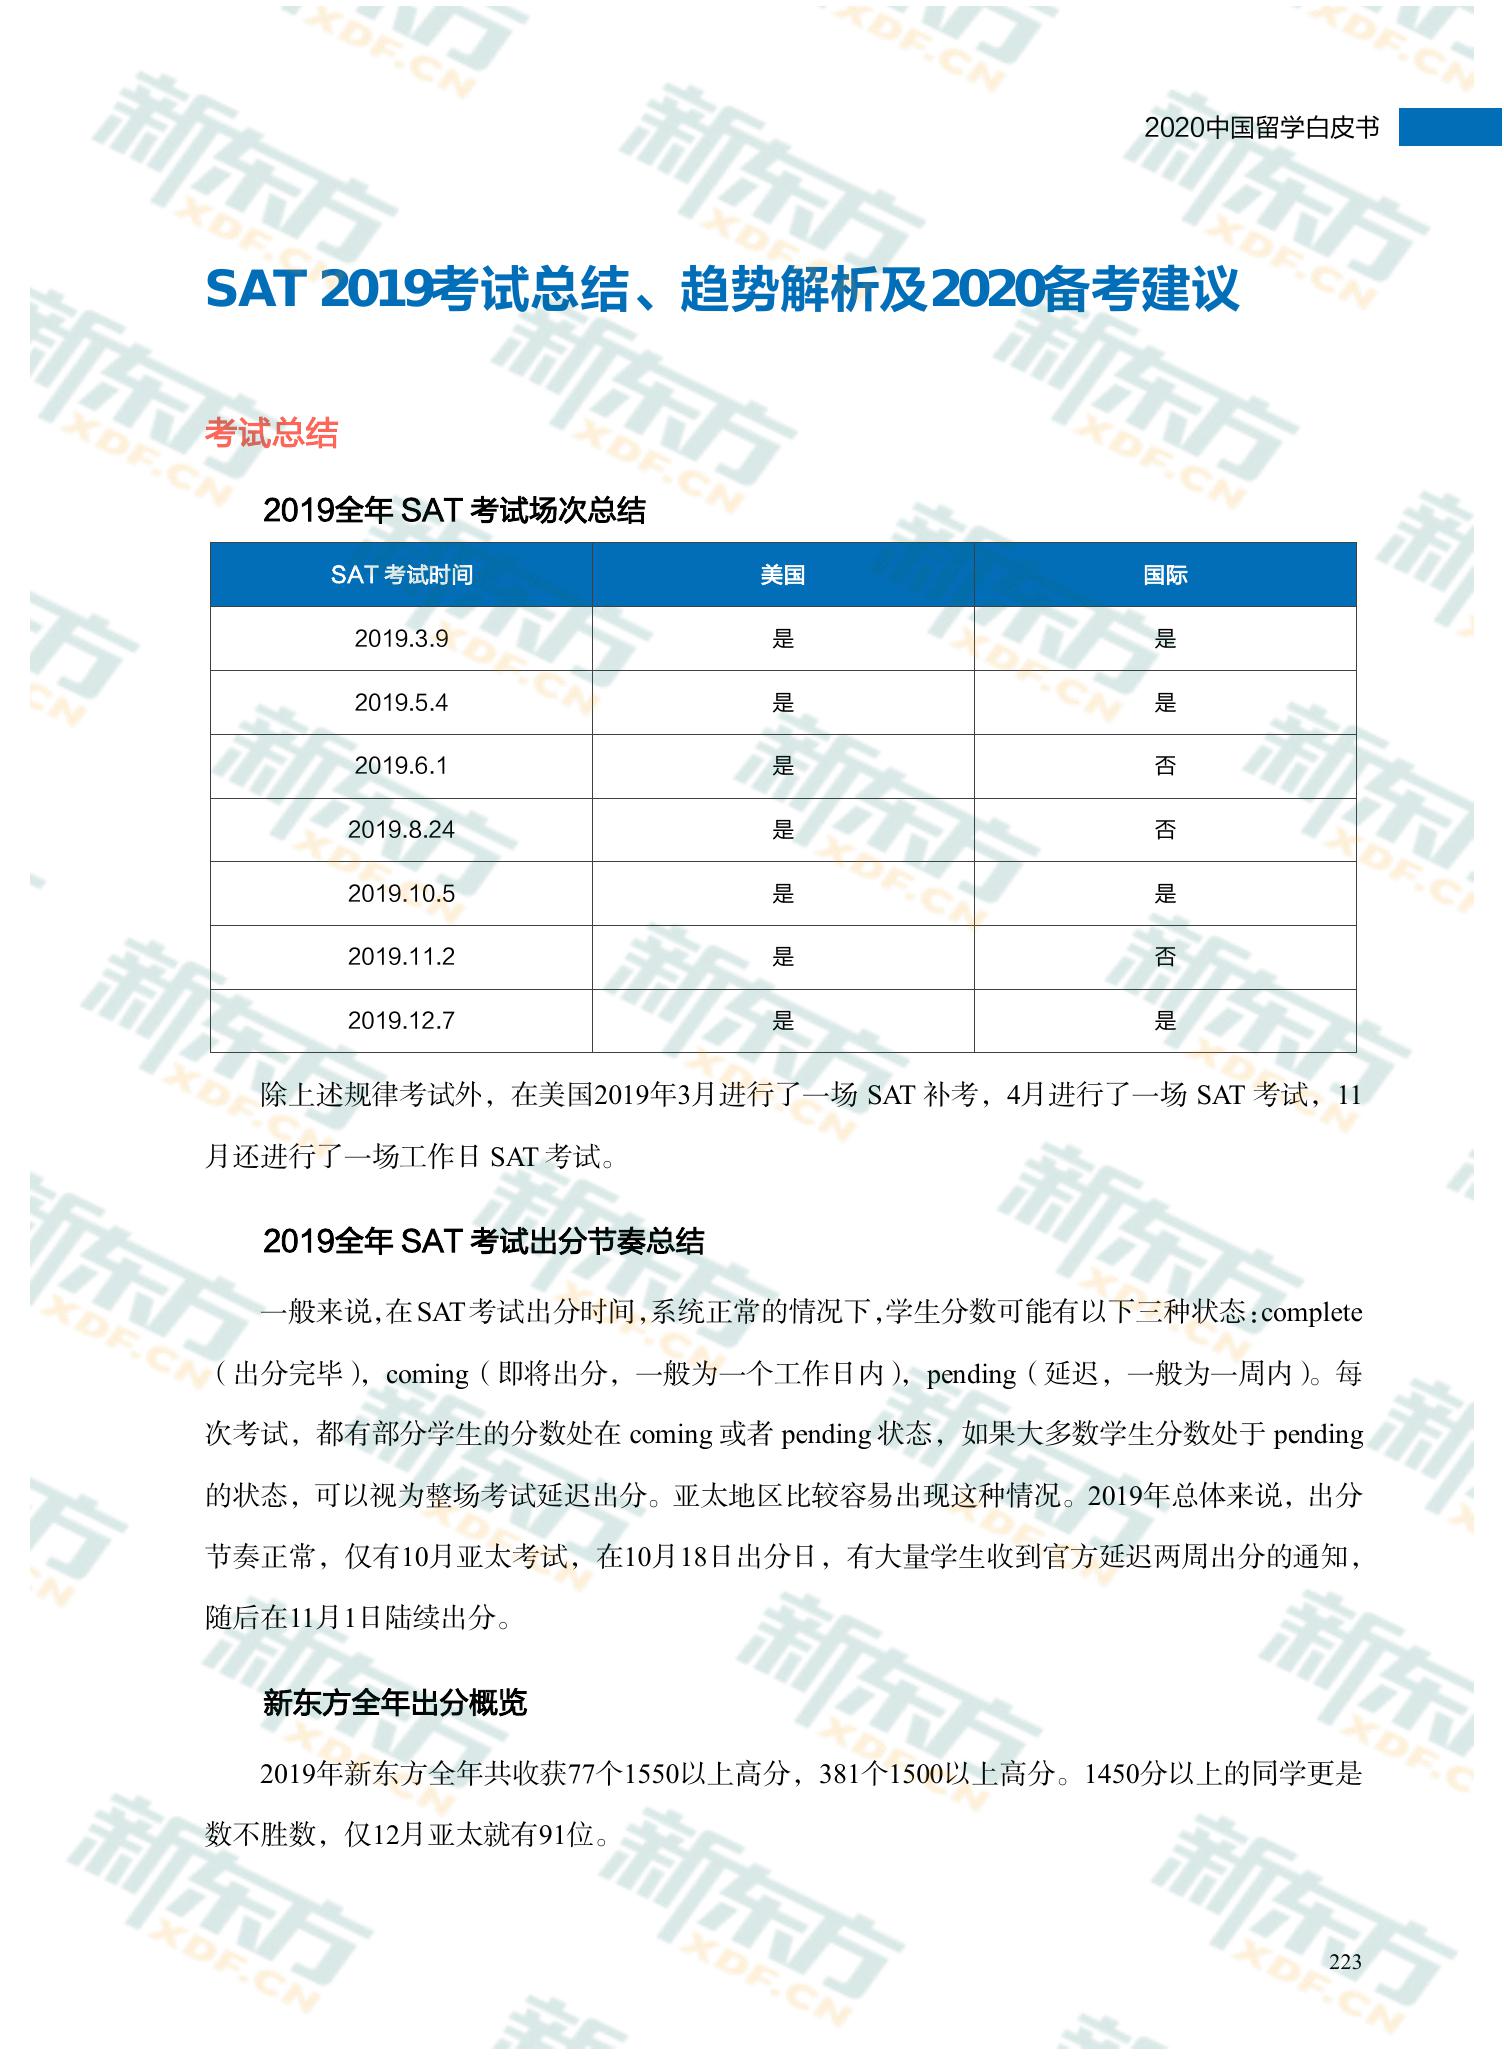 2020中国留学白皮书
SAT 2019考试总结、趋势解析及2020备考建议
考试总结
2019全年 SAT 考试场次总结
SAT 考试时间 美国 国际
2019.3.9 是 是
2019.5.4 是 是
2019.6.1 是 否
2019.8.24 是 否
2019.10.5 是 是
2019.11.2 是 否
2019.12.7 是 是
除上述规律考试外，在美国2019年3月进行了一场 SAT 补考，4月进行了一场 SAT 考试，11
月还进行了一场工作日 SAT 考试。
2019全年 SAT 考试出分节奏总结
一般来说，在 SAT 考试出分时间，系统正常的情况下，学生分数可能有以下三种状态：complete
（出分完毕），coming（即将出分，一般为一个工作日内），pending（延迟，一般为一周内）。每
次考试，都有部分学生的分数处在 coming 或者 pending 状态，如果大多数学生分数处于 pending
的状态，可以视为整场考试延迟出分。亚太地区比较容易出现这种情况。2019年总体来说，出分
节奏正常，仅有10月亚太考试，在10月18日出分日，有大量学生收到官方延迟两周出分的通知，
随后在11月1日陆续出分。
新东方全年出分概览
2019年新东方全年共收获77个1550以上高分，381个1500以上高分。1450分以上的同学更是
数不胜数，仅12月亚太就有91位。
223
新东方
XDF.CN